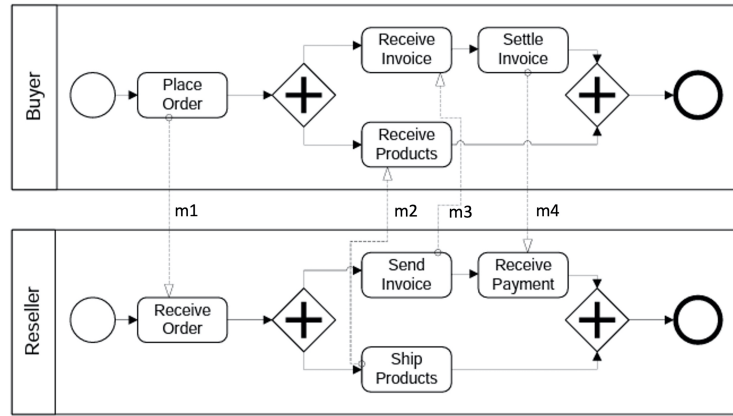 Buyer
Place
Order
Receive
Invoice
Settle
Invoice
Receive
Products
m1
m2
m3
m4
Reseller
Receive
Order
Send
Invoice
Receive
Payment
Ship
Products